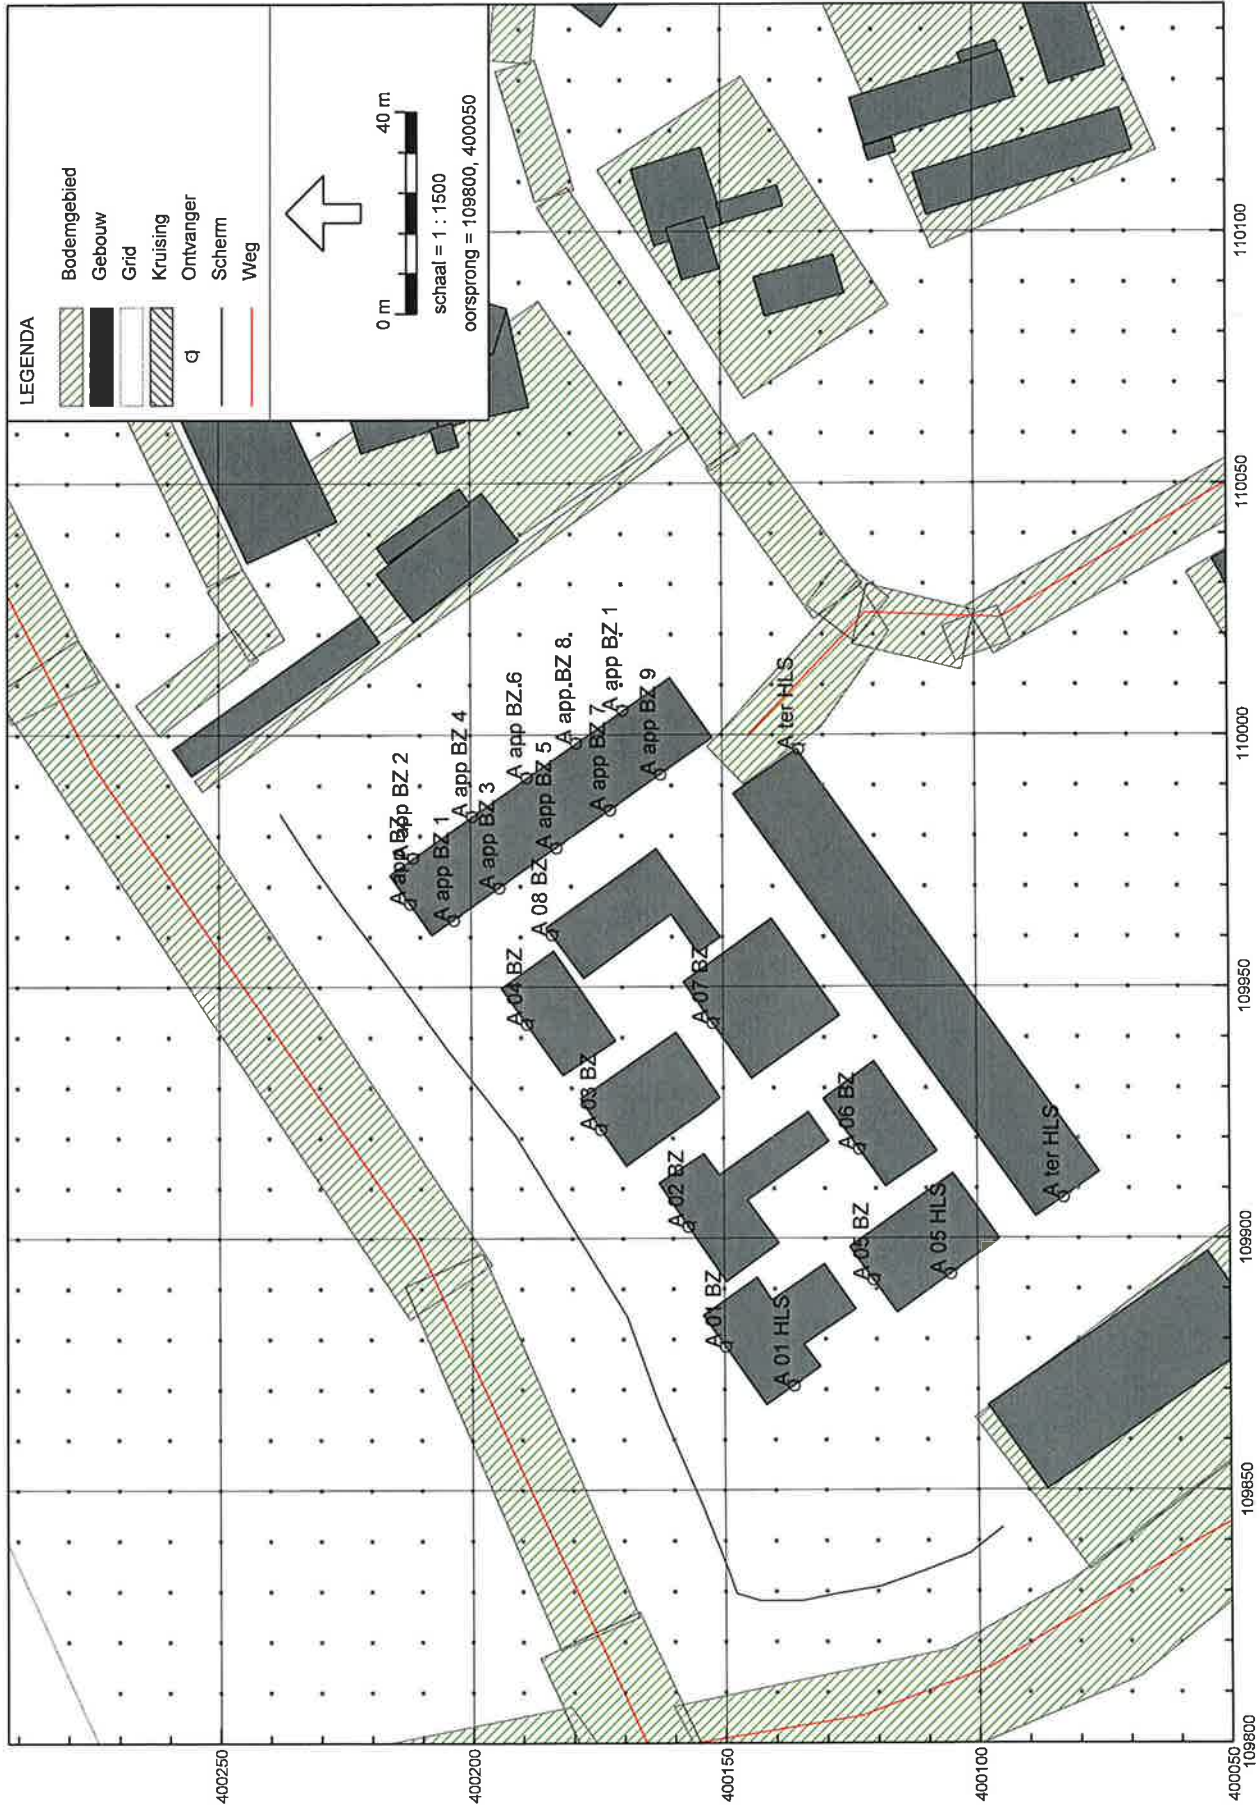 LEGENDA
Bodemgebied
Gebouw
Grid
Kruising
Ontvanger
Scherm
Weg
0 m
40 m
schaal = 1 : 1500
oorsprong = 109800, 400050
A app BZ 2
A app BZ 1
A app BZ 4
A app BZ 3
A app BZ.6
A app BZ 5
A app.BZ 8.
A app BZ 7
A app BZ 1
A app BZ 9
A 08 BZ
A 04 BZ
A 03 BZ
A 07 BZ
A 02 BZ
A 06 BZ
A 01 BZ
A 01 HLS
A 05 BZ
A 05 HLS
A ter HLS
A ter HLS
400250
400200
400150
400100
400050
109800
109850
109900
109950
110000
110050
110100